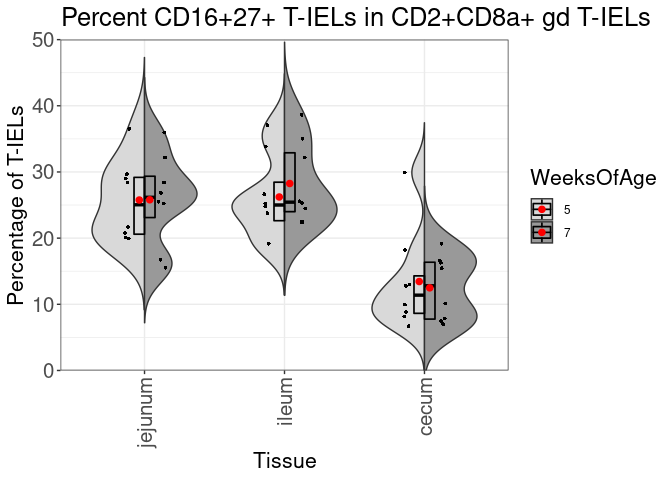 Percent CD16+27+ T-IELs in CD2+CD8a+ gd T-IELs
50
40
30
20
10
0
Percentage of T-IELs
jejunum
ileum
cecum
Tissue
WeeksOfAge
5
7